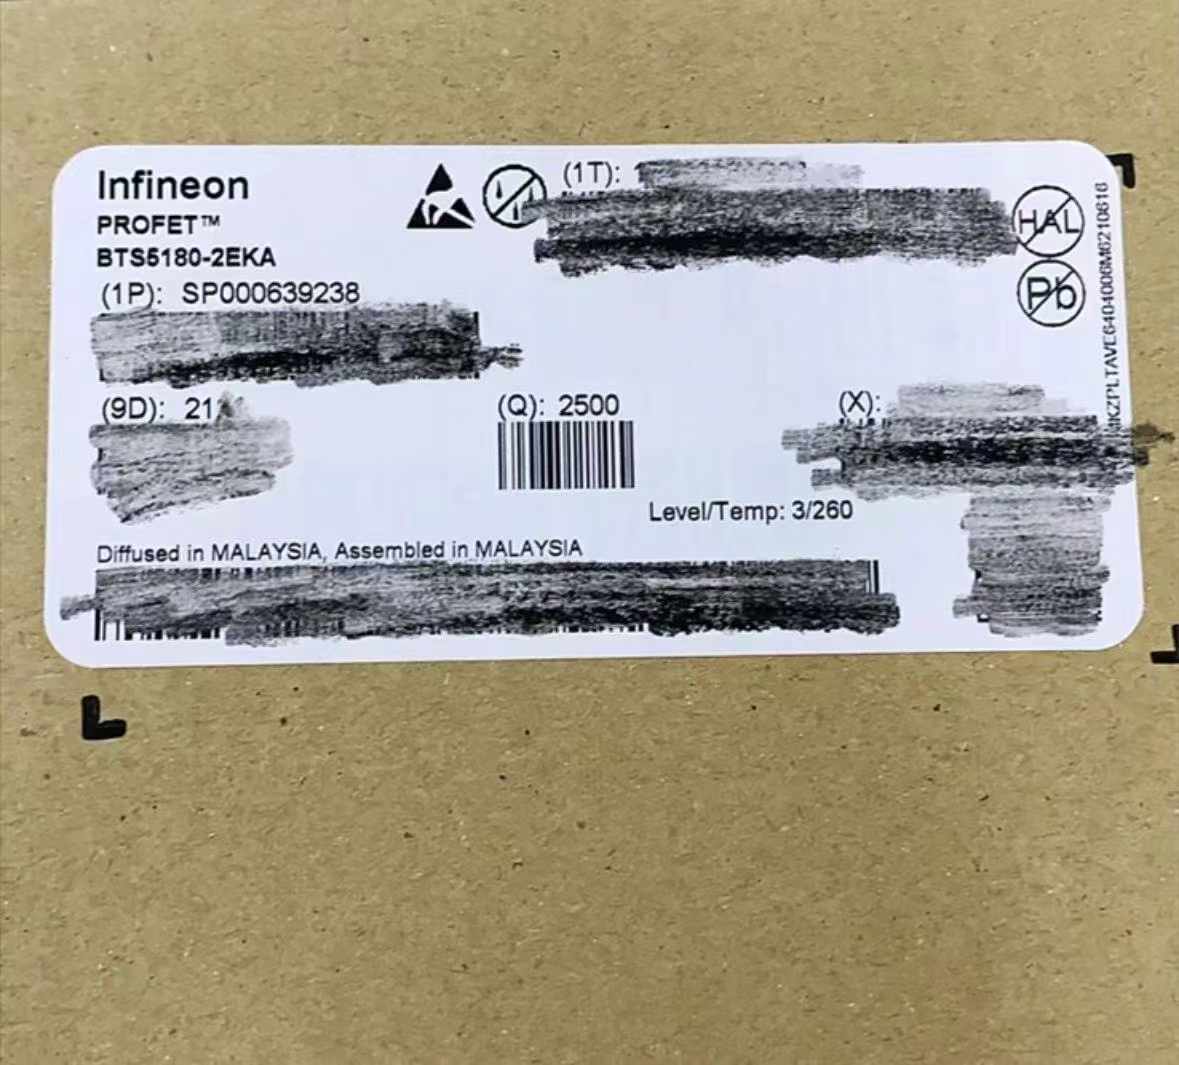 Infineon
PROFET™
BTS5180-2EKA
(1P): SP000639238
(1T):
HAL
Pb
(9D): 21
(Q): 2500
(X):
Level/Temp: 3/260
Diffused in MALAYSIA, Assembled in MALAYSIA